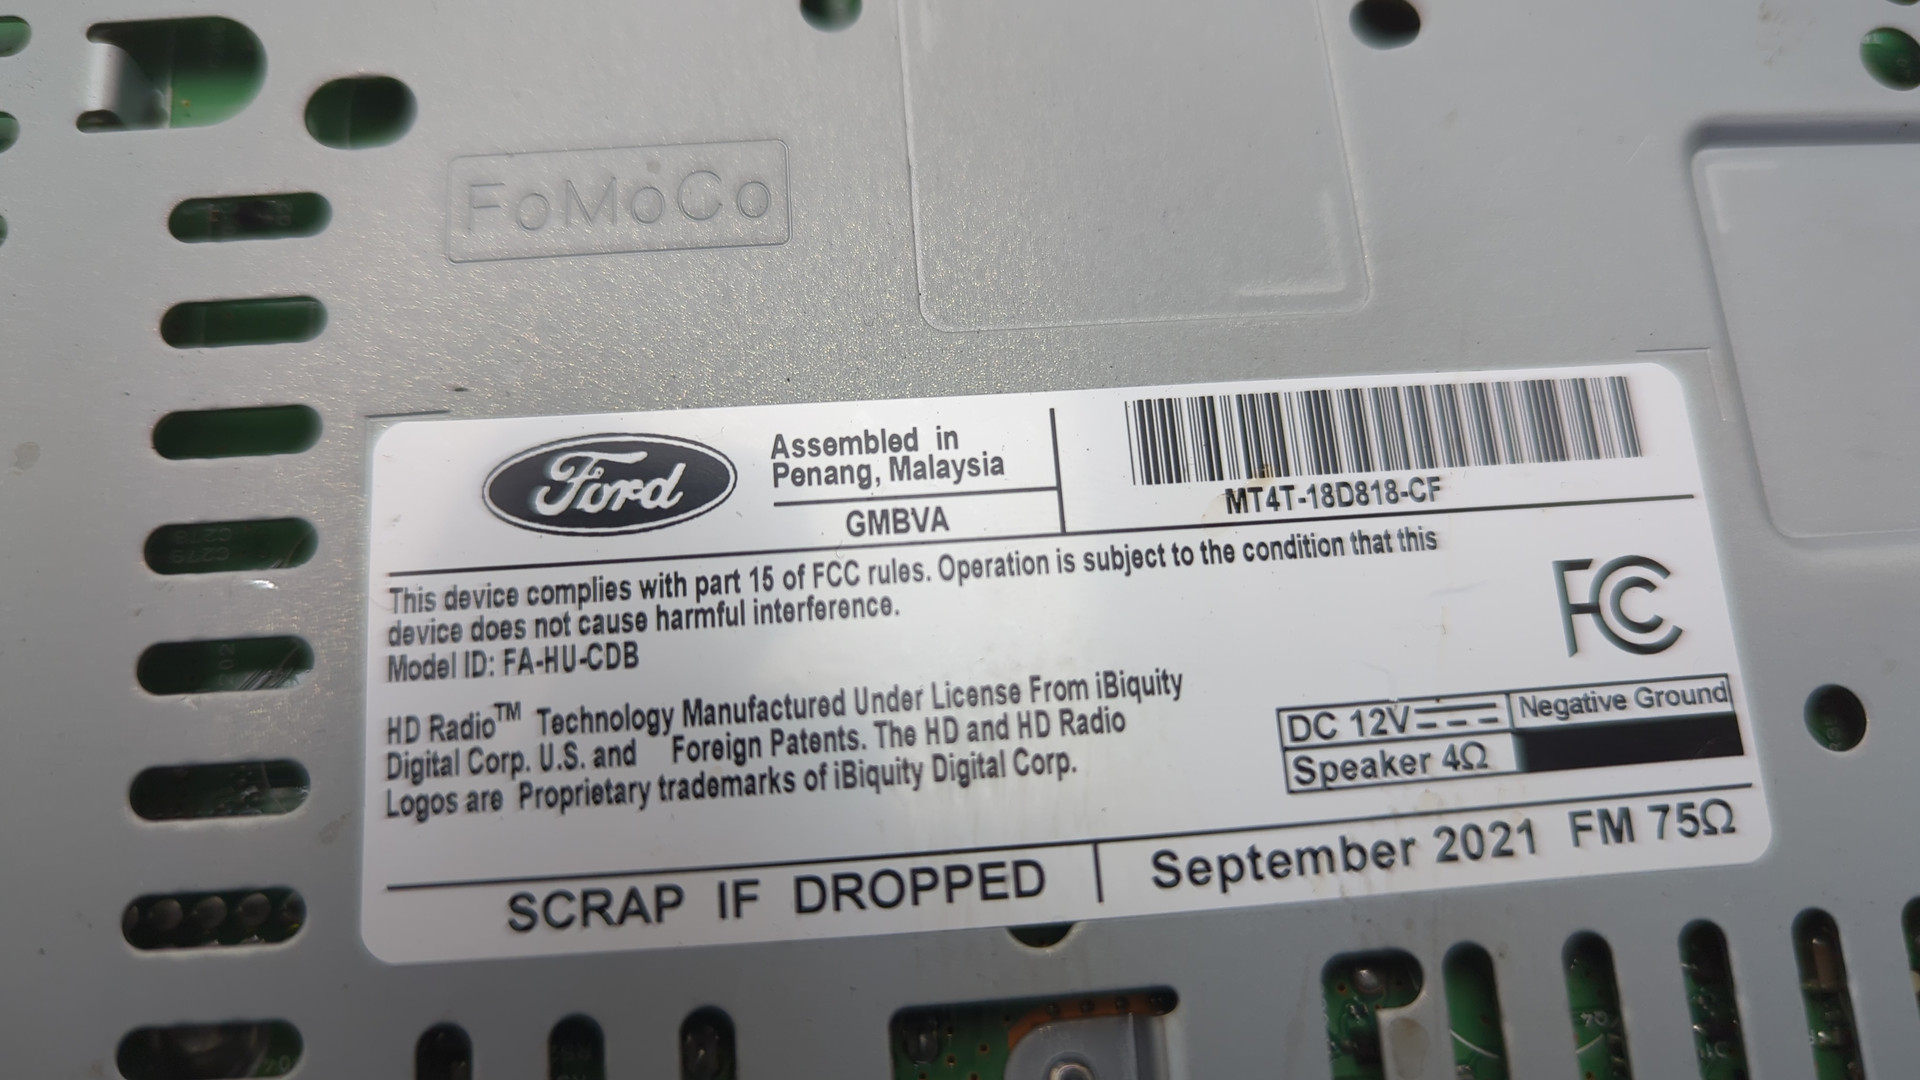 FoMoCo
Ford
Assembled in
Penang, Malaysia
GMBVA
MT4T-18D818-CF
This device complies with part 15 of FCC rules. Operation is subject to the condition that this
device does not cause harmful interference.
Model ID: FA-HU-CDB
FC
HD Radio™ Technology Manufactured Under License From iBiquity
Digital Corp. U.S. and Foreign Patents. The HD and HD Radio
Logos are Proprietary trademarks of iBiquity Digital Corp.
DC 12V Negative Ground
Speaker 4Ω
SCRAP IF DROPPED
September 2021 FM 75Ω